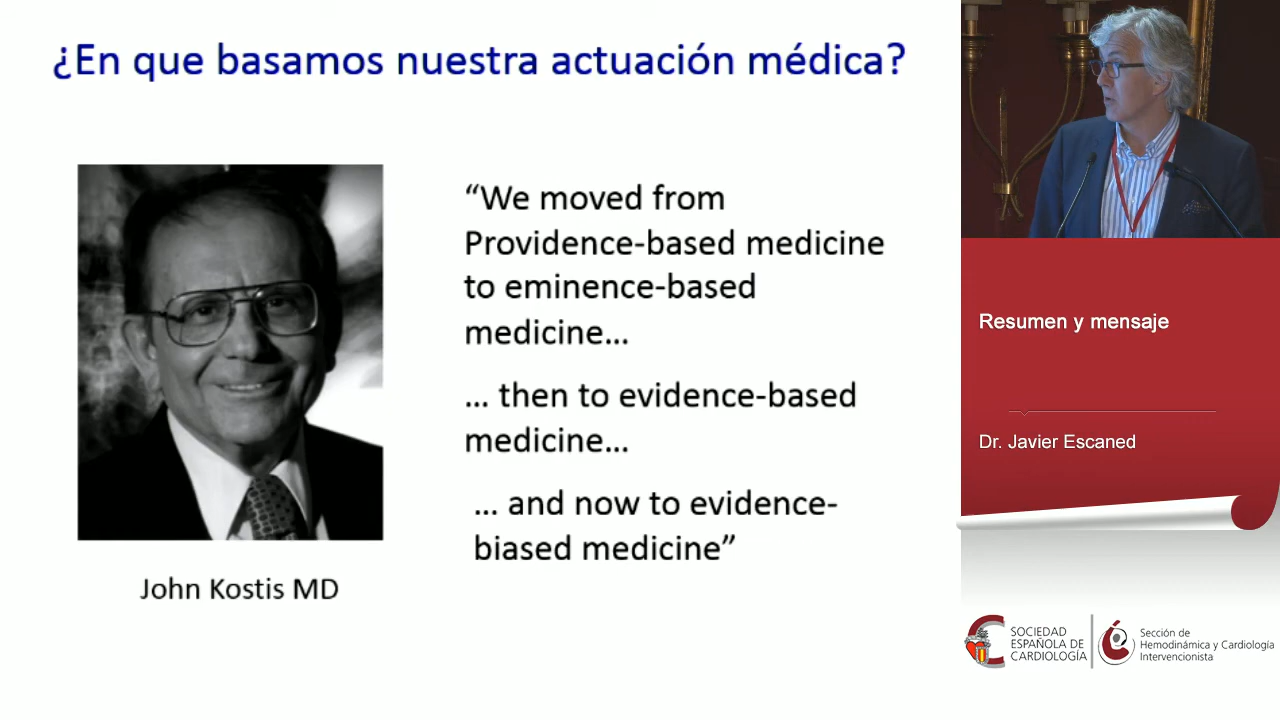 ¿En que basamos nuestra actuación médica?
“We moved from
Providence-based medicine
to eminence-based
medicine...
... then to evidence-based
medicine...
... and now to evidence-
biased medicine”
John Kostis MD
Resumen y mensaje
Dr. Javier Escaned
SOCIEDAD
ESPAÑOLA DE
CARDIOLOGÍA
Sección de
Hemodinámica y Cardiología
Intervencionista